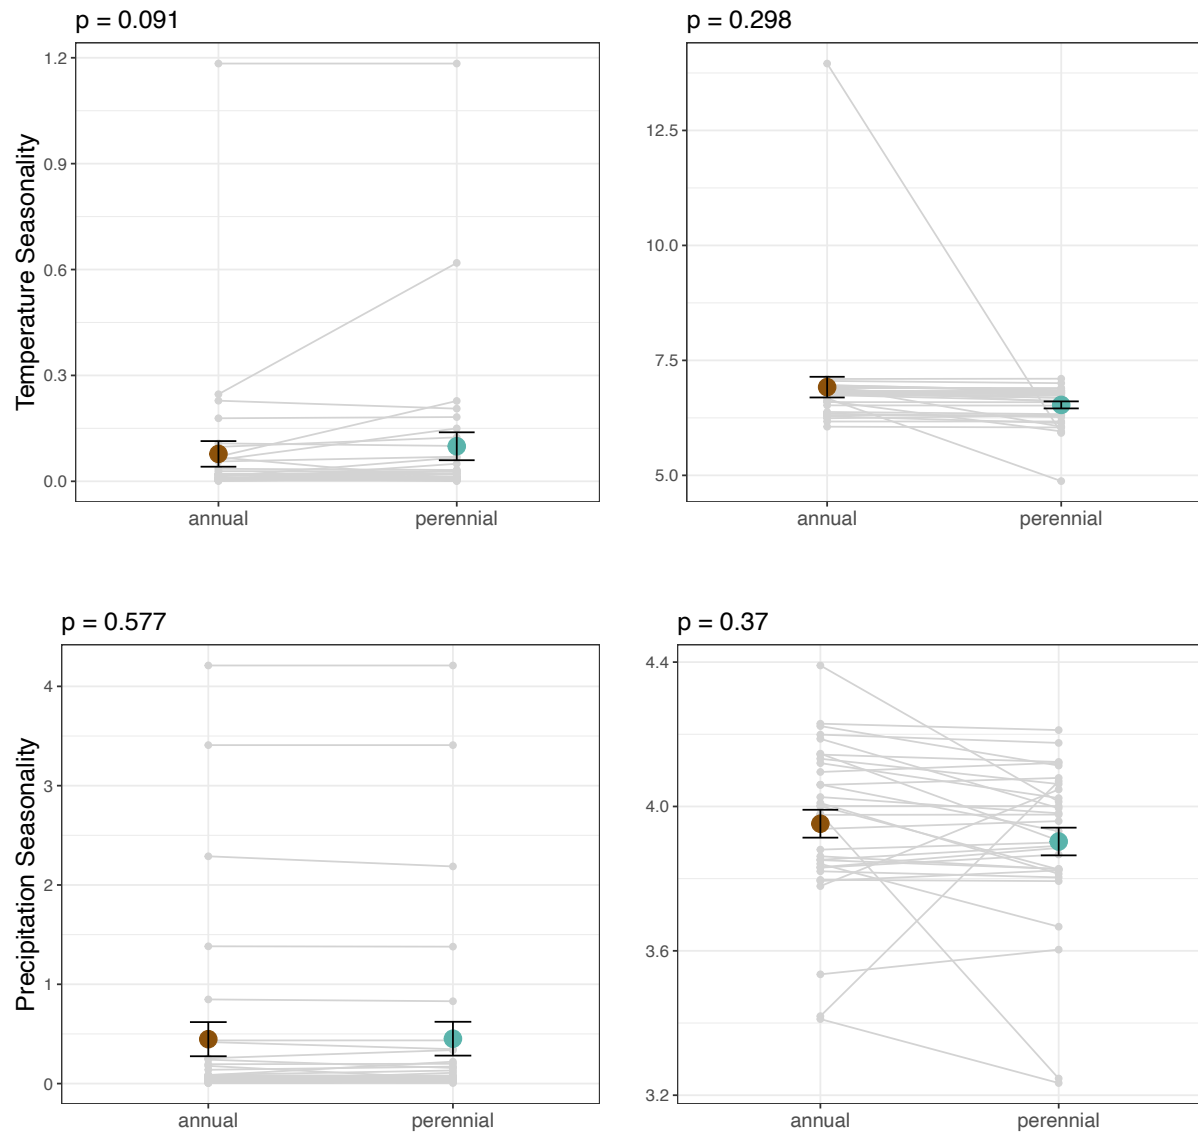 p = 0.091
Temperature Seasonality
1.2
0.9
0.6
0.3
0.0
annual perennial
p = 0.298
12.5
10.0
7.5
5.0
annual perennial
p = 0.577
Precipitation Seasonality
4
3
2
1
0
annual perennial
p = 0.37
4.4
4.0
3.6
3.2
annual perennial